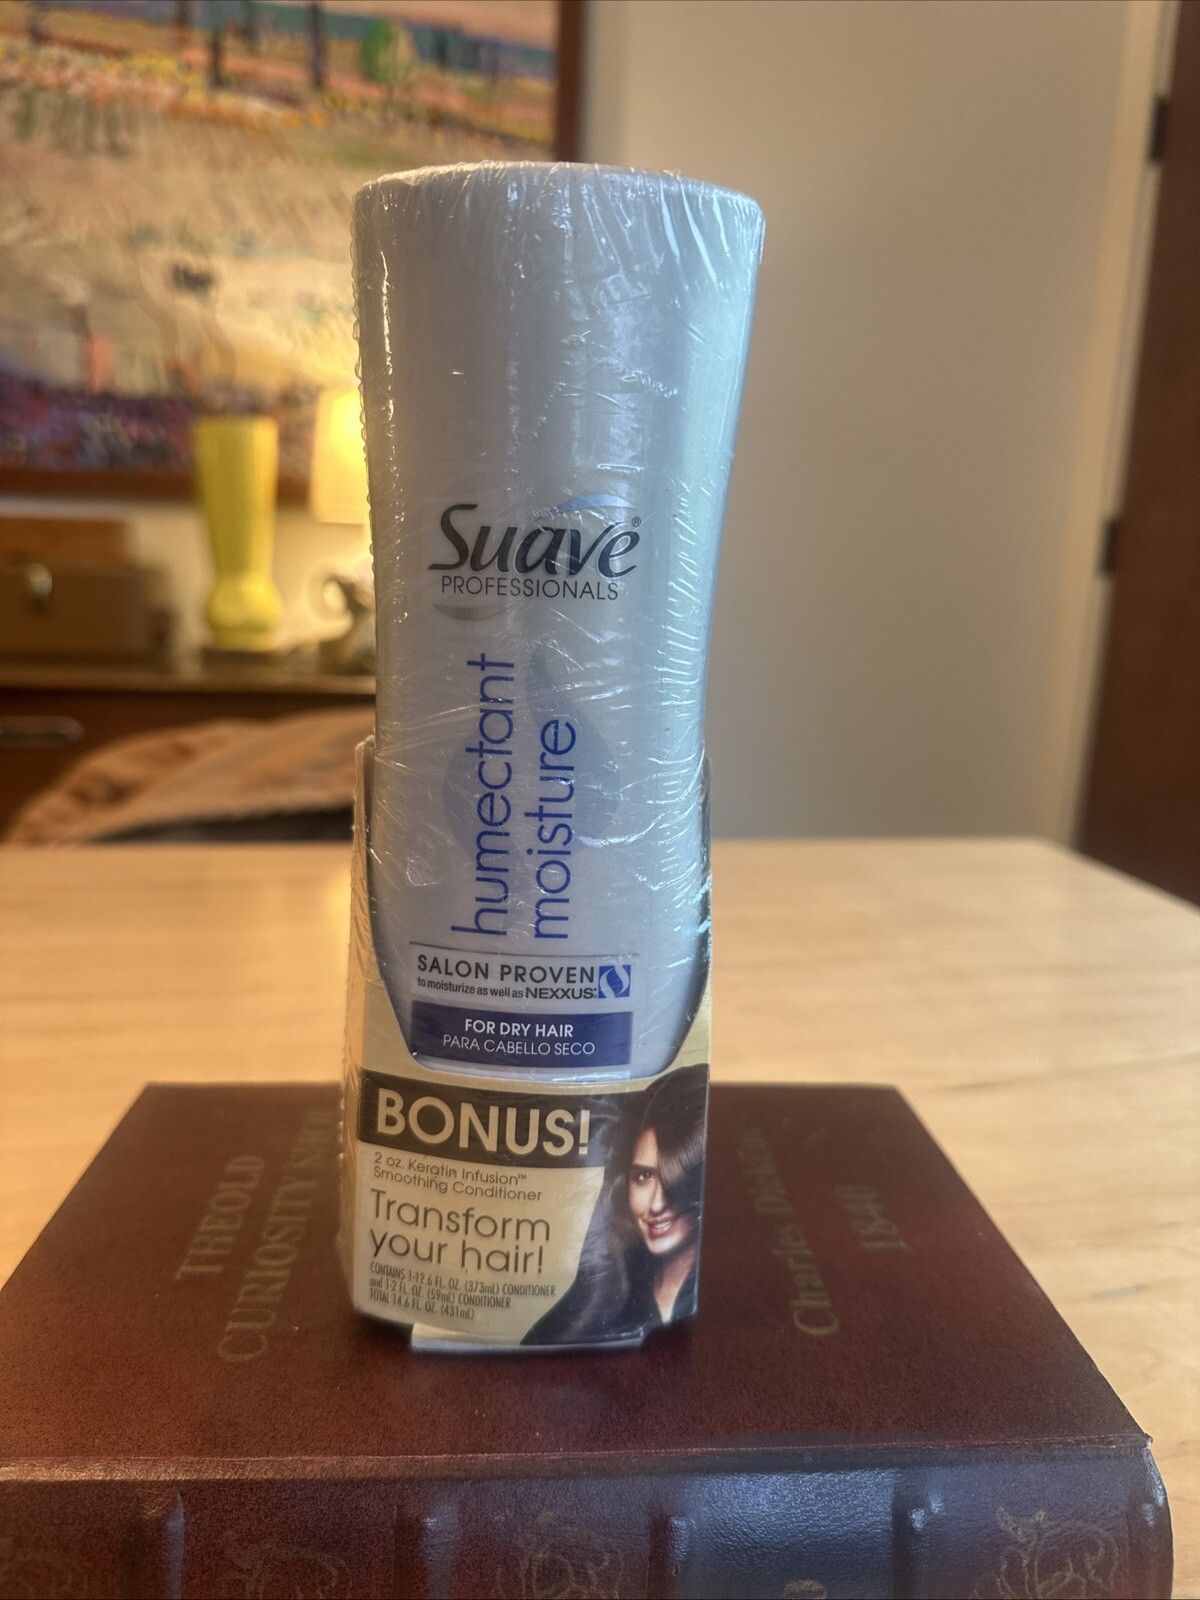 Suave®
PROFESSIONALS
humectant
moisture
SALON PROVEN
to moisturize as well as NEXXUS®
FOR DRY HAIR
PARA CABELLO SECO
BONUS!
2 oz. Keratin Infusion™
Smoothing Conditioner
Transform
your hair!
CONTAINS 1-12.6 FL. OZ. (373mL) CONDITIONER
and 1-2 FL. OZ. (59mL) CONDITIONER
TOTAL 14.6 FL. OZ. (431mL)
THE OLD
CURIOSITY SHOP
Charles Dickens
1840